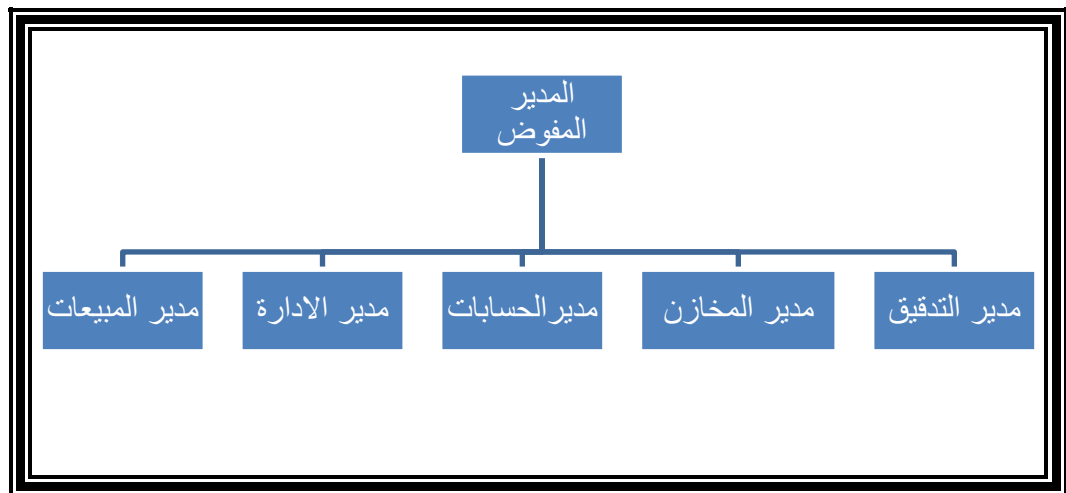 المدير
المفوض
مدير التدقيق
مدير المخازن
مديرالحسابات
مدير الادارة
مدير المبيعات